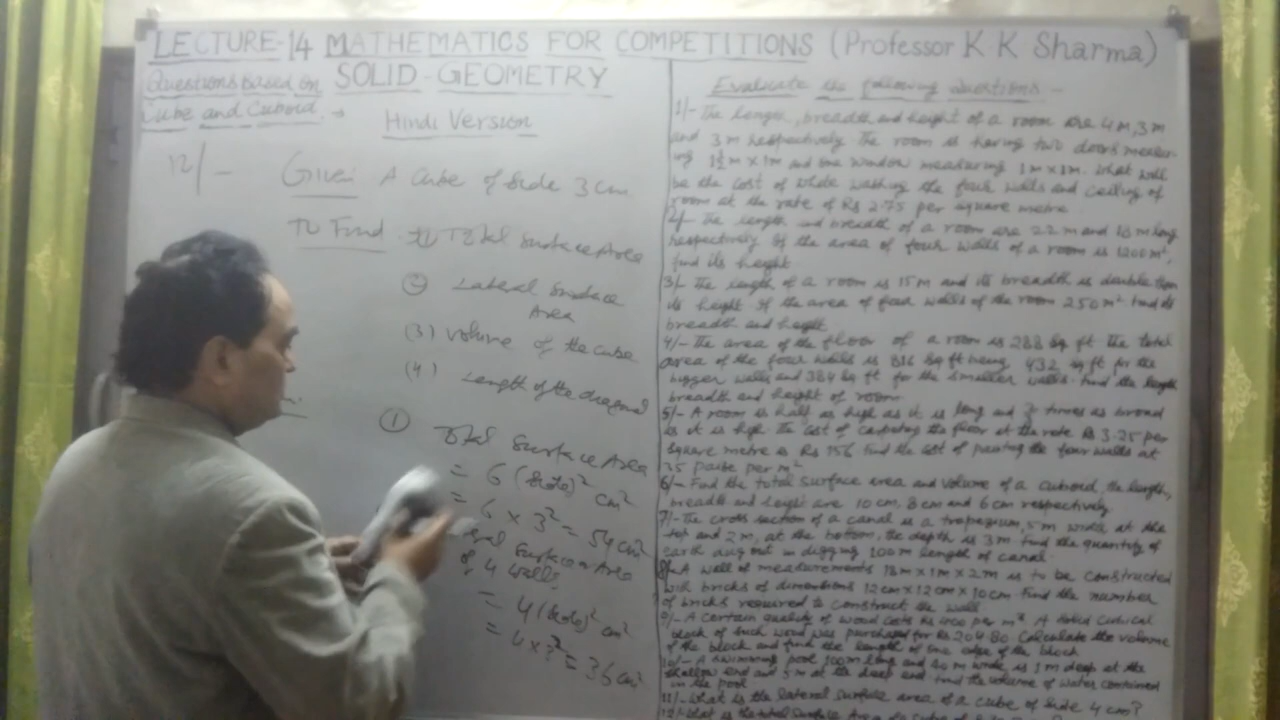 LECTURE-14 MATHEMATICS FOR COMPETITIONS (Professor K.K Sharma)
SOLID-GEOMETRY
Questions based on
Cube and Cuboid. →
Hindi Version
12/- Given A cube of side 3 cm
To Find (1) Total Surface Area
(2) Lateral Surface
Area
(3) Volume of the cube
(4) Length of the diagonal
(1) Total Surface Area
= 6 (side)² cm²
= 6 × 3² = 54 cm²
Surface Area
of 4 walls
= 4 (side)² cm²
= 4 × 3² = 36 cm²
Evaluate the following Questions :-
1/- The length, breadth and height of a room are 4 m, 3 m
and 3 m respectively. The room is having two doors measur-
ing 1½ m × 1 m and one window measuring 1 m × 1 m. What will
be the cost of white washing the four walls and ceiling of
room at the rate of Rs 2.75 per square metre
2/- The length and breadth of a room are 22 m and 18 m long
respectively. If the area of four walls of a room is 1200 m²,
find its height
3/- The length of a room is 15 m and its breadth is double than
its height. If the area of four walls of the room 250 m² find its
breadth and height
4/- The area of the floor of a room is 288 sq ft. The total
area of the four walls is 816 sq ft being 432 sq ft for the
bigger walls and 384 sq ft for the smaller walls. Find the length
breadth and height of room
5/- A room is half as high as it is long and times as broad
as it is high. The cost of carpeting the floor at the rate Rs 3.25 per
square metre is Rs 156 find the cost of painting the four walls at
25 paise per m²
6/- Find the total surface area and volume of a cuboid, the length,
breadth and height are 10 cm, 8 cm and 6 cm respectively.
7/- The cross section of a canal is a trapezium, 5 m width at the
top and 2 m, at the bottom, the depth is 3 m find the quantity of
earth dug out in digging 100 m length of canal.
8/- A wall of measurements 18 m × 1 m × 2 m is to be constructed
with bricks of dimensions 12 cm × 12 cm × 10 cm. Find the number
of bricks required to construct the wall
9/- A certain quality of wood costs Rs per m³. A solid cubical
block of such wood was purchased for Rs. 204.80. Calculate the volume
of the block and find the length of one edge of the block
10/- A swimming pool 100 m long and 40 m wide is 1 m deep at the
shallow end and 5 m at the deep end. Find the volume of water contained
in the pool
11/- What is the lateral surface area of a cube of side 4 cm?
12/- What is the total surface area of a cube of side